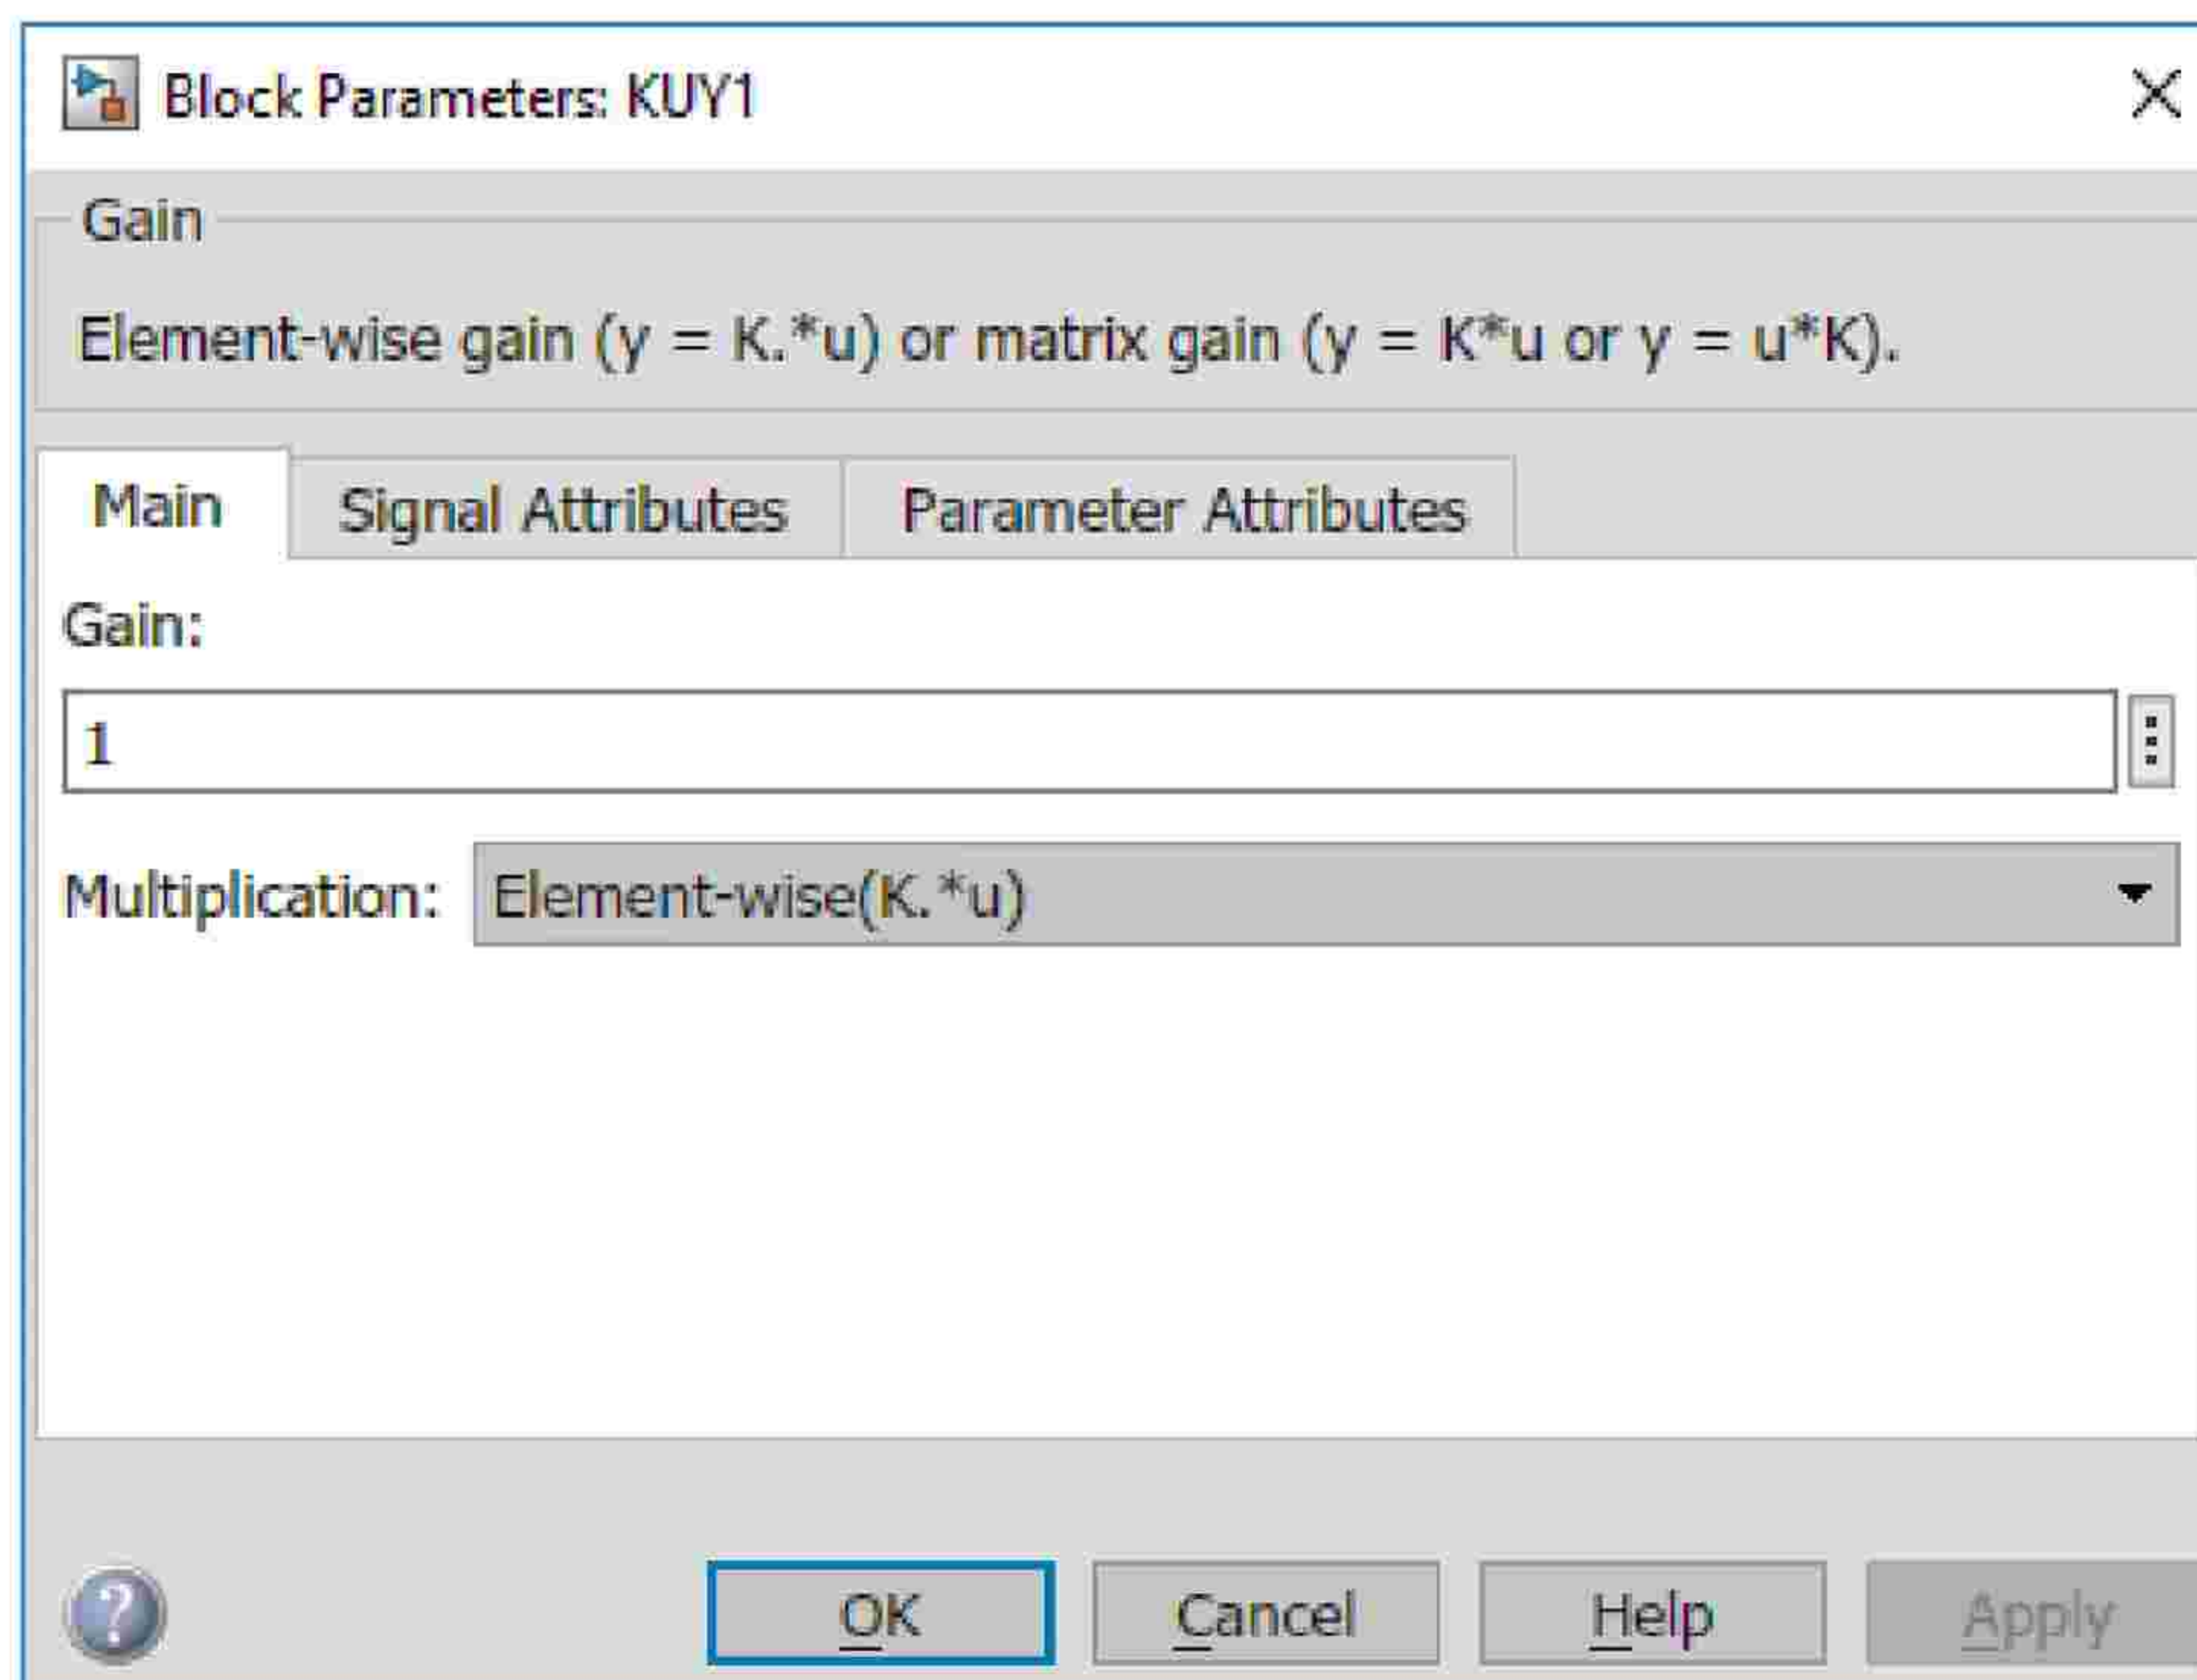 Block Parameters: KUY1
Gain
Element-wise gain (y = K.*u) or matrix gain (y = K*u or y = u*K).
Main Signal Attributes Parameter Attributes
Gain:
1
Multiplication: Element-wise(K.*u)
? OK Cancel Help Apply